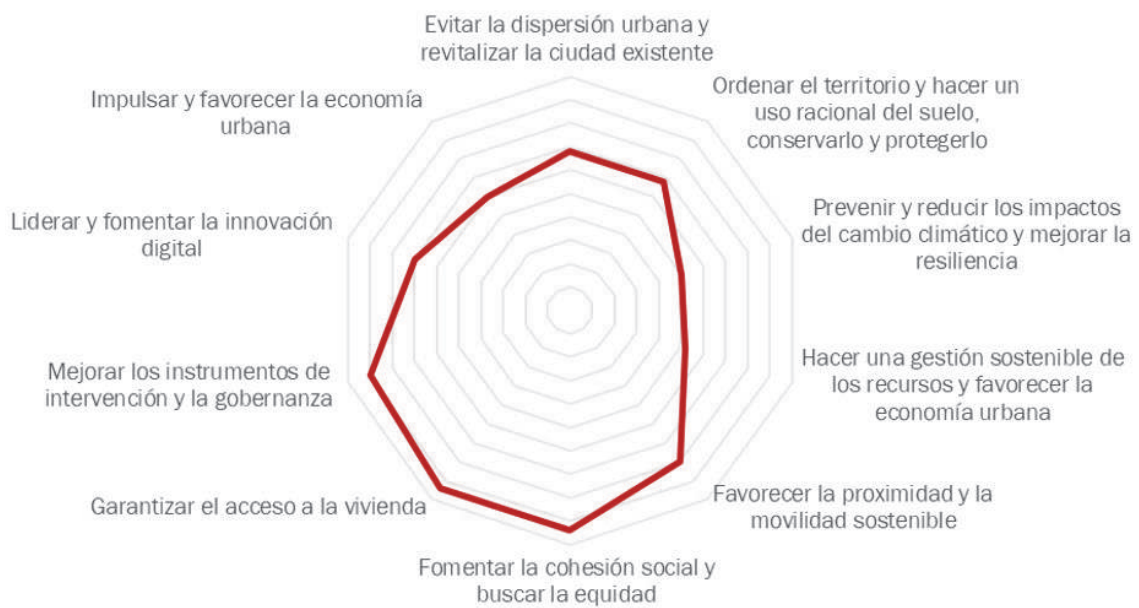 Evitar la dispersión urbana y
revitalizar la ciudad existente
Ordenar el territorio y hacer un
uso racional del suelo,
conservarlo y protegerlo
Prevenir y reducir los impactos
del cambio climático y mejorar la
resiliencia
Hacer una gestión sostenible de
los recursos y favorecer la
economía urbana
Favorecer la proximidad y la
movilidad sostenible
Fomentar la cohesión social y
buscar la equidad
Garantizar el acceso a la vivienda
Mejorar los instrumentos de
intervención y la gobernanza
Liderar y fomentar la innovación
digital
Impulsar y favorecer la economía
urbana